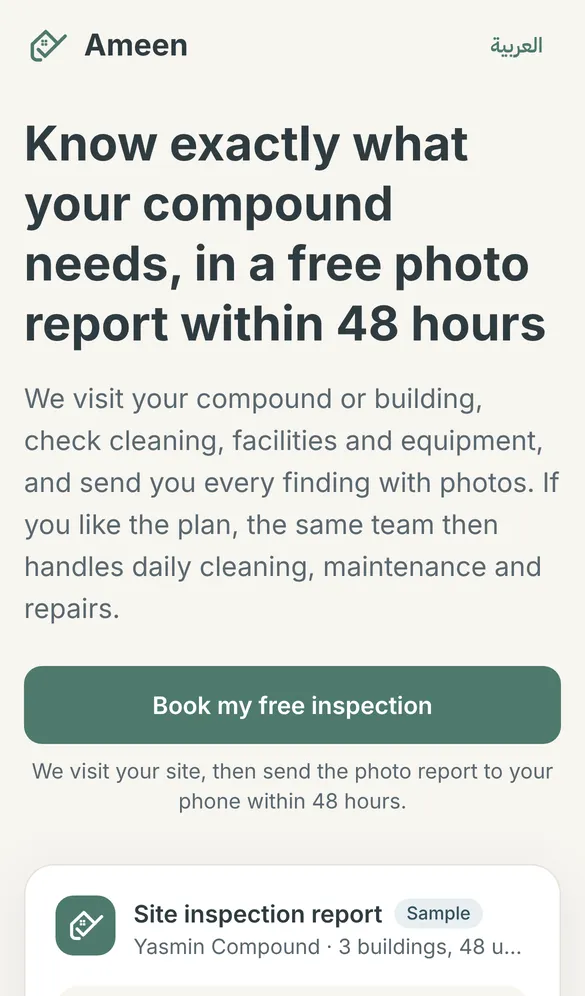 Ameen
العربية
Know exactly what
your compound
needs, in a free photo
report within 48 hours
We visit your compound or building,
check cleaning, facilities and equipment,
and send you every finding with photos. If
you like the plan, the same team then
handles daily cleaning, maintenance and
repairs.
Book my free inspection
We visit your site, then send the photo report to your
phone within 48 hours.
Site inspection report Sample
Yasmin Compound · 3 buildings, 48 u...